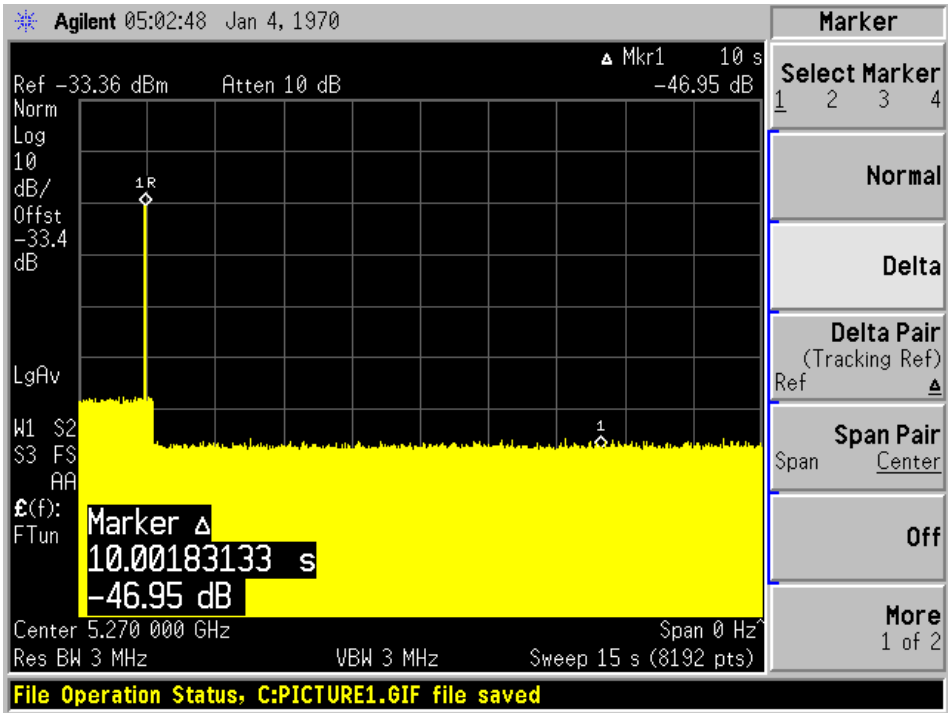 Agilent 05:02:48 Jan 4, 1970
Δ Mkr1 10 s
Ref -33.36 dBm Atten 10 dB -46.95 dB
Norm
Log
10
dB/
Offst
-33.4
dB
LgAv
W1 S2
S3 FS
AA
£(f):
FTun
1R
1
Marker Δ
10.00183133 s
-46.95 dB
Center 5.270 000 GHz Span 0 Hz^
Res BW 3 MHz VBW 3 MHz Sweep 15 s (8192 pts)
File Operation Status, C:PICTURE1.GIF file saved
Marker
Select Marker
1 2 3 4
Normal
Delta
Delta Pair
(Tracking Ref)
Ref Δ
Span Pair
Span Center
Off
More
1 of 2